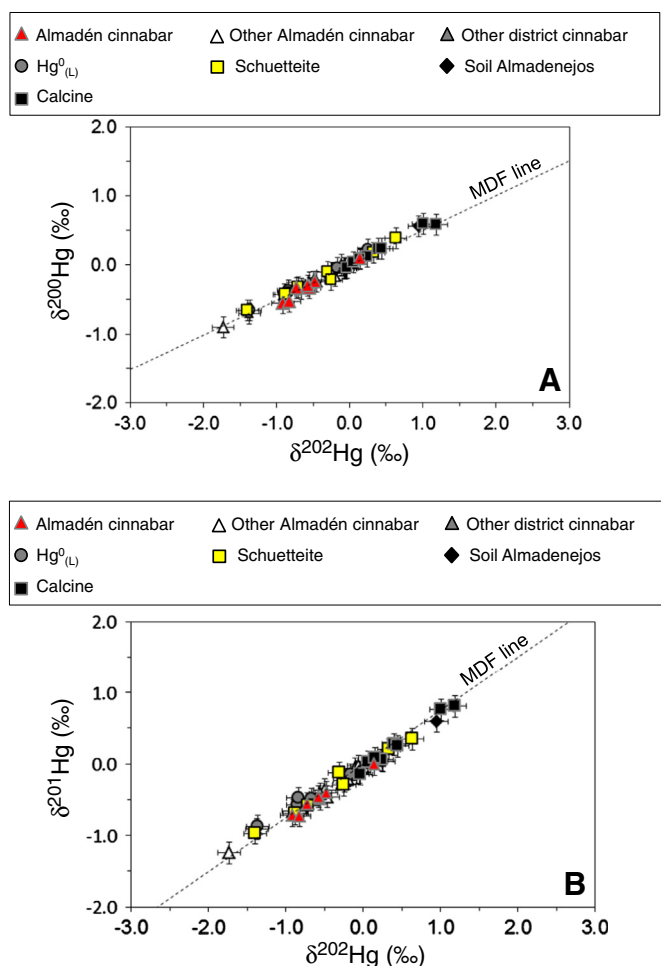 Almadén cinnabar Other Almadén cinnabar Other district cinnabar
Hg⁰(L) Schuetteite Soil Almadenejos
Calcine
2.0
MDF line
1.0
δ²⁰⁰Hg (‰)
0.0
-1.0
A
-2.0
-3.0 -2.0 -1.0 0.0 1.0 2.0 3.0
δ²⁰²Hg (‰)
Almadén cinnabar Other Almadén cinnabar Other district cinnabar
Hg⁰(L) Schuetteite Soil Almadenejos
Calcine
2.0
MDF line
1.0
δ²⁰¹Hg (‰)
0.0
-1.0
B
-2.0
-3.0 -2.0 -1.0 0.0 1.0 2.0 3.0
δ²⁰²Hg (‰)